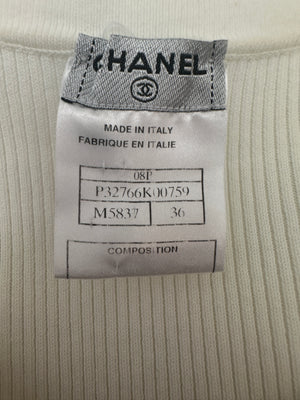 CHANEL
MADE IN ITALY
FABRIQUE EN ITALIE
08P
P32766K00759
M5837 36
COMPOSITION